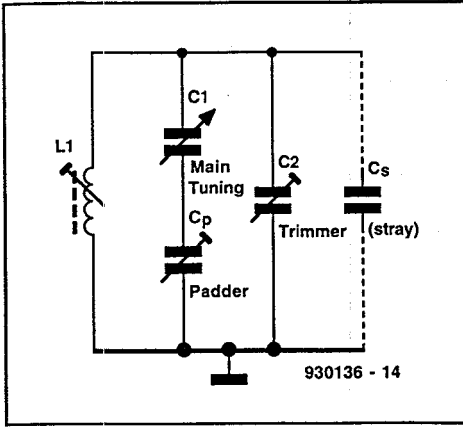 C1
L1
Main
Tuning
C2
Cs
Cp
Trimmer
(stray)
Padder
930136 - 14